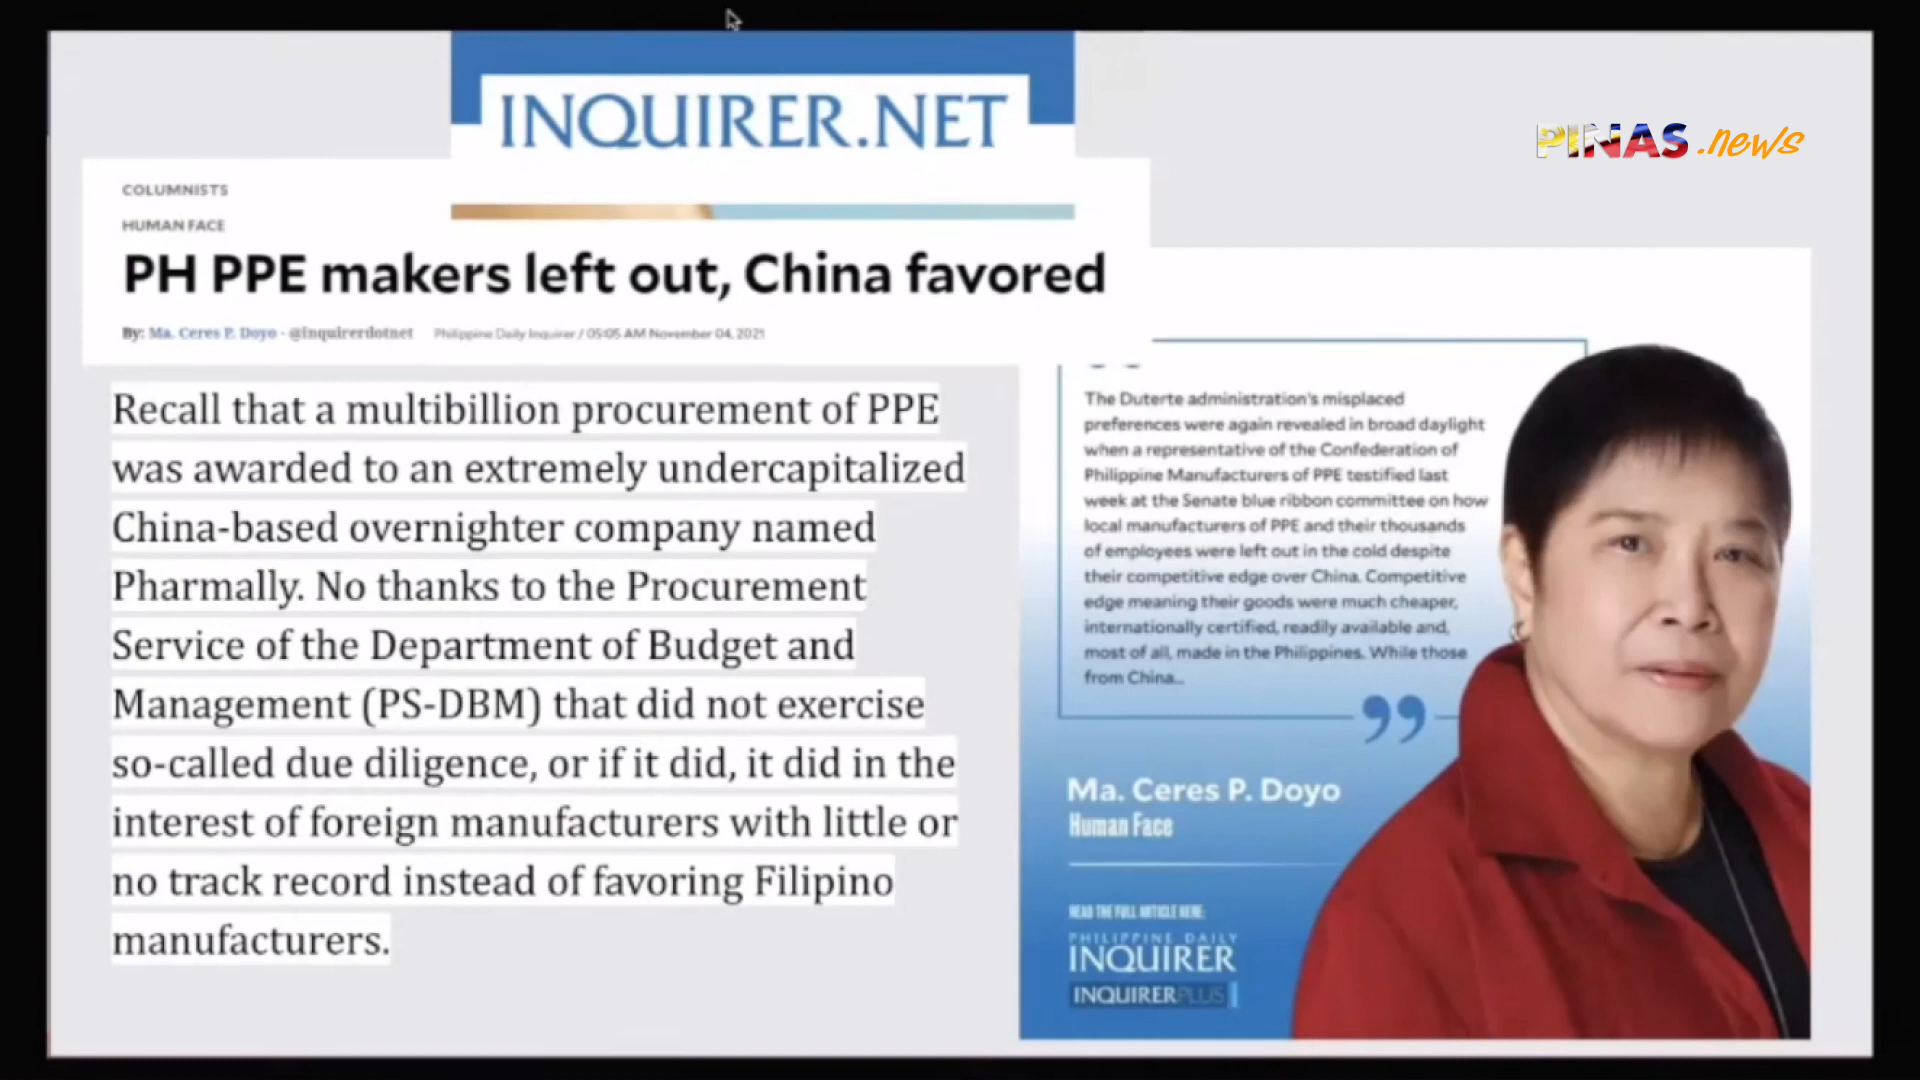 INQUIRER.NET
PINAS.news
COLUMNISTS
HUMAN FACE
PH PPE makers left out, China favored
By: Ma. Ceres P. Doyo - @inquirerdotnet Philippine Daily Inquirer / 05:05 AM November 04, 2021
Recall that a multibillion procurement of PPE
was awarded to an extremely undercapitalized
China-based overnighter company named
Pharmally. No thanks to the Procurement
Service of the Department of Budget and
Management (PS-DBM) that did not exercise
so-called due diligence, or if it did, it did in the
interest of foreign manufacturers with little or
no track record instead of favoring Filipino
manufacturers.
The Duterte administration's misplaced
preferences were again revealed in broad daylight
when a representative of the Confederation of
Philippine Manufacturers of PPE testified last
week at the Senate blue ribbon committee on how
local manufacturers of PPE and their thousands
of employees were left out in the cold despite
their competitive edge over China. Competitive
edge meaning their goods were much cheaper,
internationally certified, readily available and,
most of all, made in the Philippines. While those
from China...
Ma. Ceres P. Doyo
Human Face
READ THE FULL ARTICLE HERE:
PHILIPPINE DAILY
INQUIRER
INQUIRERPLUS